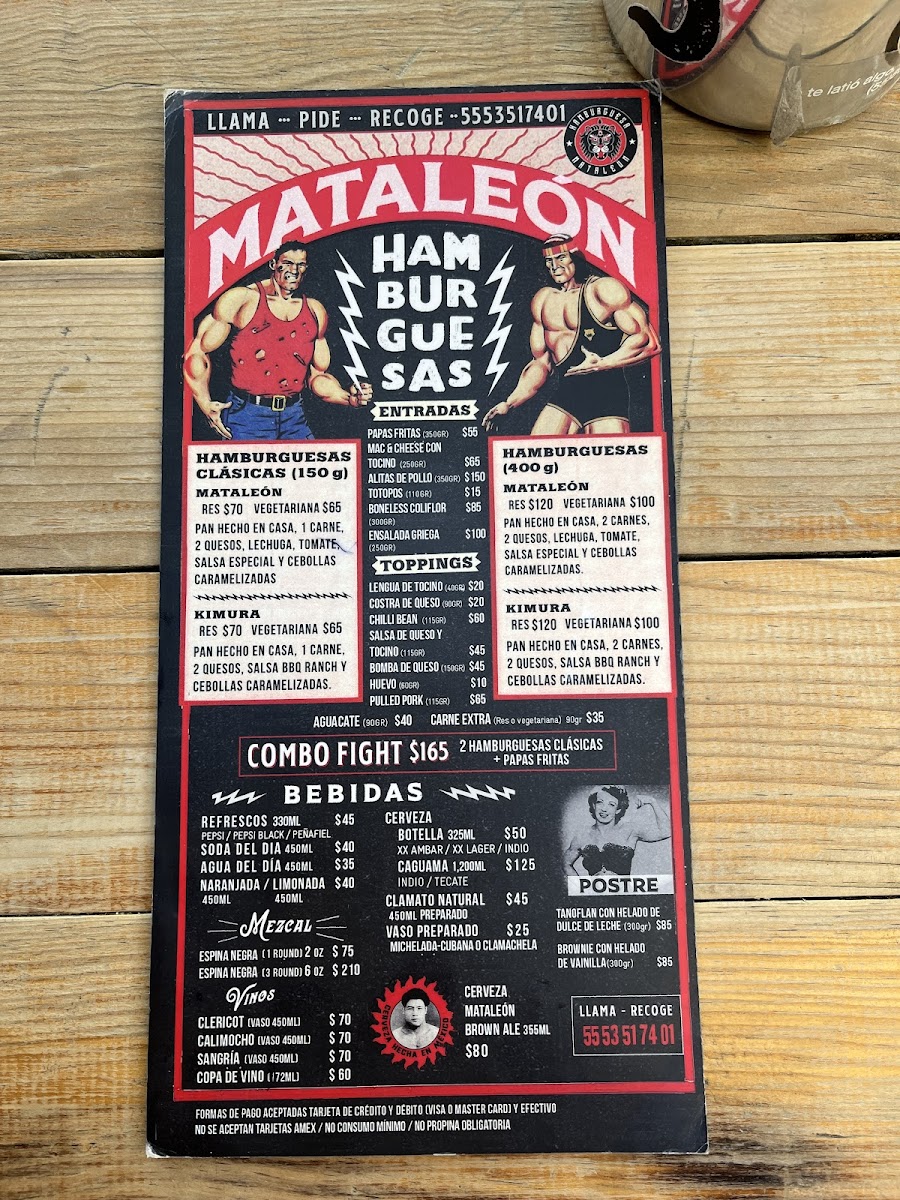 te latió algo
LLAMA ··· PIDE ··· RECOGE ··5553517401
HAMBURGUESA
MATALEÓN
MATALEÓN
HAM
BUR
GUE
SAS
ENTRADAS
PAPAS FRITAS (350GR) $55
MAC & CHEESE CON
TOCINO (250GR) $65
ALITAS DE POLLO (350GR) $150
TOTOPOS (110GR) $15
BONELESS COLIFLOR $85
(300GR)
ENSALADA GRIEGA $100
(250GR)
TOPPINGS
LENGUA DE TOCINO (40GR) $20
COSTRA DE QUESO (90GR) $20
CHILLI BEAN (115GR) $60
SALSA DE QUESO Y
TOCINO (115GR) $45
BOMBA DE QUESO (150GR) $45
HUEVO (60GR) $10
PULLED PORK (115GR) $65
HAMBURGUESAS
CLÁSICAS (150 g)
MATALEÓN
RES $70 VEGETARIANA $65
PAN HECHO EN CASA, 1 CARNE,
2 QUESOS, LECHUGA, TOMATE,
SALSA ESPECIAL Y CEBOLLAS
CARAMELIZADAS
KIMURA
RES $70 VEGETARIANA $65
PAN HECHO EN CASA, 1 CARNE,
2 QUESOS, SALSA BBQ RANCH Y
CEBOLLAS CARAMELIZADAS.
HAMBURGUESAS
(400 g)
MATALEÓN
RES $120 VEGETARIANA $100
PAN HECHO EN CASA, 2 CARNES,
2 QUESOS, LECHUGA, TOMATE,
SALSA ESPECIAL Y CEBOLLAS
CARAMELIZADAS.
KIMURA
RES $120 VEGETARIANA $100
PAN HECHO EN CASA, 2 CARNES,
2 QUESOS, SALSA BBQ RANCH Y
CEBOLLAS CARAMELIZADAS.
AGUACATE (90GR) $40 CARNE EXTRA (Res o vegetariana) 90gr $35
COMBO FIGHT $165 2 HAMBURGUESAS CLÁSICAS
+ PAPAS FRITAS
BEBIDAS
REFRESCOS 330ML $45
PEPSI / PEPSI BLACK / PEÑAFIEL
SODA DEL DIA 450ML $40
AGUA DEL DÍA 450ML $35
NARANJADA / LIMONADA $40
450ML 450ML
MEZCAL
ESPINA NEGRA (1 ROUND) 2 OZ $75
ESPINA NEGRA (3 ROUND) 6 OZ $210
VINOS
CLERICOT (VASO 450ML) $70
CALIMOCHO (VASO 450ML) $70
SANGRÍA (VASO 450ML) $70
COPA DE VINO (172ML) $60
CERVEZA
BOTELLA 325ML $50
XX AMBAR / XX LAGER / INDIO
CAGUAMA 1,200ML $125
INDIO / TECATE
CLAMATO NATURAL $45
450ML PREPARADO
VASO PREPARADO $25
MICHELADA-CUBANA O CLAMACHELA
CERVEZA HECHA EN MÉXICO
CERVEZA
MATALEÓN
BROWN ALE 355ML
$80
POSTRE
TANGFLAN CON HELADO DE
DULCE DE LECHE (300gr) $85
BROWNIE CON HELADO
DE VAINILLA(300gr) $85
LLAMA - RECOGE
55 53 51 74 01
FORMAS DE PAGO ACEPTADAS TARJETA DE CRÉDITO Y DÉBITO (VISA O MASTER CARD) Y EFECTIVO
NO SE ACEPTAN TARJETAS AMEX / NO CONSUMO MÍNIMO / NO PROPINA OBLIGATORIA